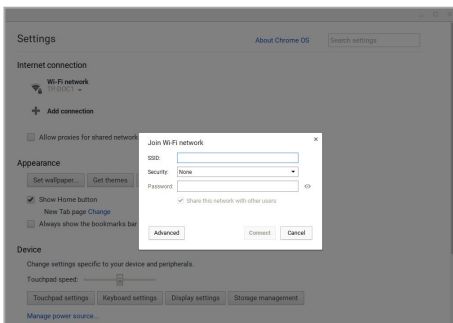 Settings
About Chrome OS
Search settings
Internet connection
Wi-Fi network
TP-DOC1
Add connection
Allow proxies for shared network
Join Wi-Fi network
SSID:
Security: None
Password:
Share this network with other users
Advanced
Connect
Cancel
Appearance
Set wallpaper...
Get themes
Show Home button
New Tab page Change
Always show the bookmarks bar
Device
Change settings specific to your device and peripherals.
Touchpad speed:
Touchpad settings
Keyboard settings
Display settings
Storage management
Manage power source...